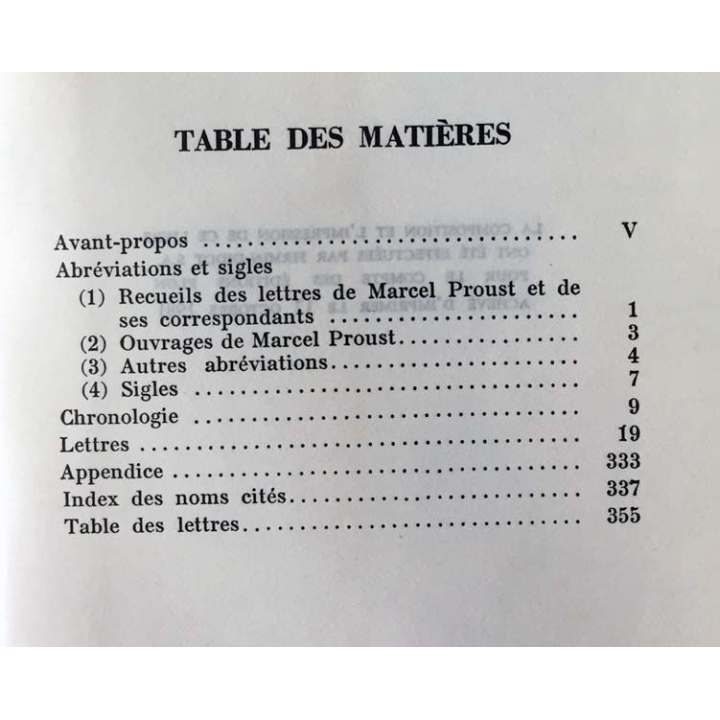 TABLE DES MATIÈRES
Avant-propos ........................................ V
Abréviations et sigles
(1) Recueils des lettres de Marcel Proust et de
ses correspondants ........................ 1
(2) Ouvrages de Marcel Proust................. 3
(3) Autres abréviations........................ 4
(4) Sigles ..................................... 7
Chronologie ..................................... 9
Lettres .......................................... 19
Appendice ....................................... 333
Index des noms cités........................... 337
Table des lettres................................ 355